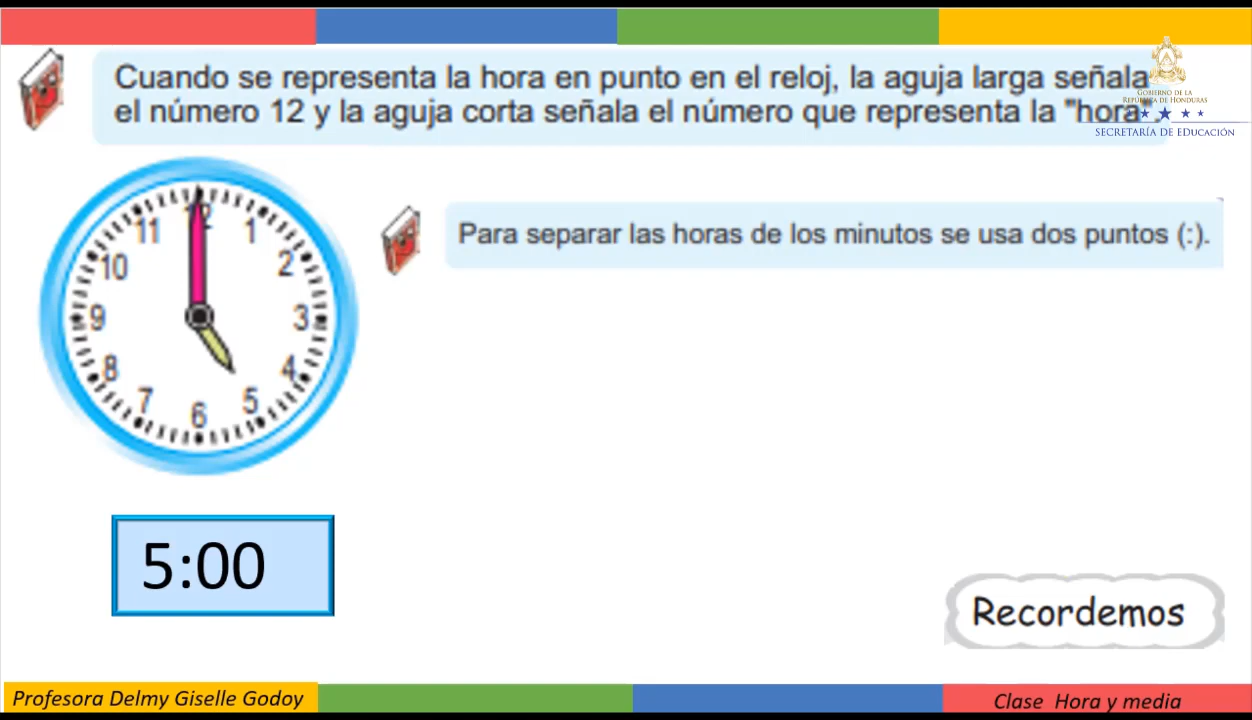 Cuando se representa la hora en punto en el reloj, la aguja larga señala
el número 12 y la aguja corta señala el número que representa la "hora".
GOBIERNO DE LA
REPÚBLICA DE HONDURAS
SECRETARÍA DE EDUCACIÓN
Para separar las horas de los minutos se usa dos puntos (:).
12
11
1
10
2
9
3
8
4
7
5
6
5:00
Recordemos
Profesora Delmy Giselle Godoy
Clase Hora y media